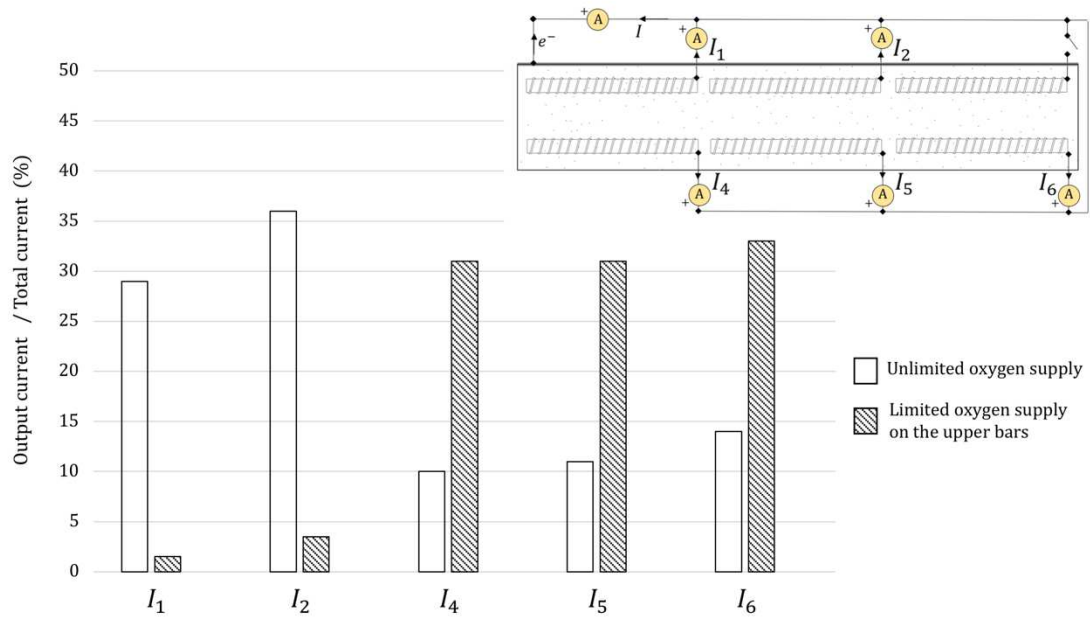 + A I + A I₁ + A I₂
e⁻
I₄ I₅ I₆
+ A + A + A
Output current / Total current (%)
50
45
40
35
30
25
20
15
10
5
0
I₁ I₂ I₄ I₅ I₆
Unlimited oxygen supply
Limited oxygen supply
on the upper bars